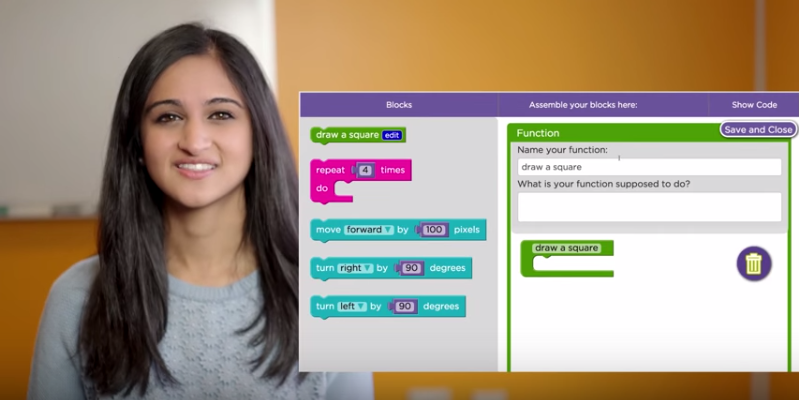 Blocks
Assemble your blocks here:
Show Code
draw a square edit
repeat 4 times
do
move forward by 100 pixels
turn right by 90 degrees
turn left by 90 degrees
Function
Save and Close
Name your function:
draw a square
What is your function supposed to do?
draw a square